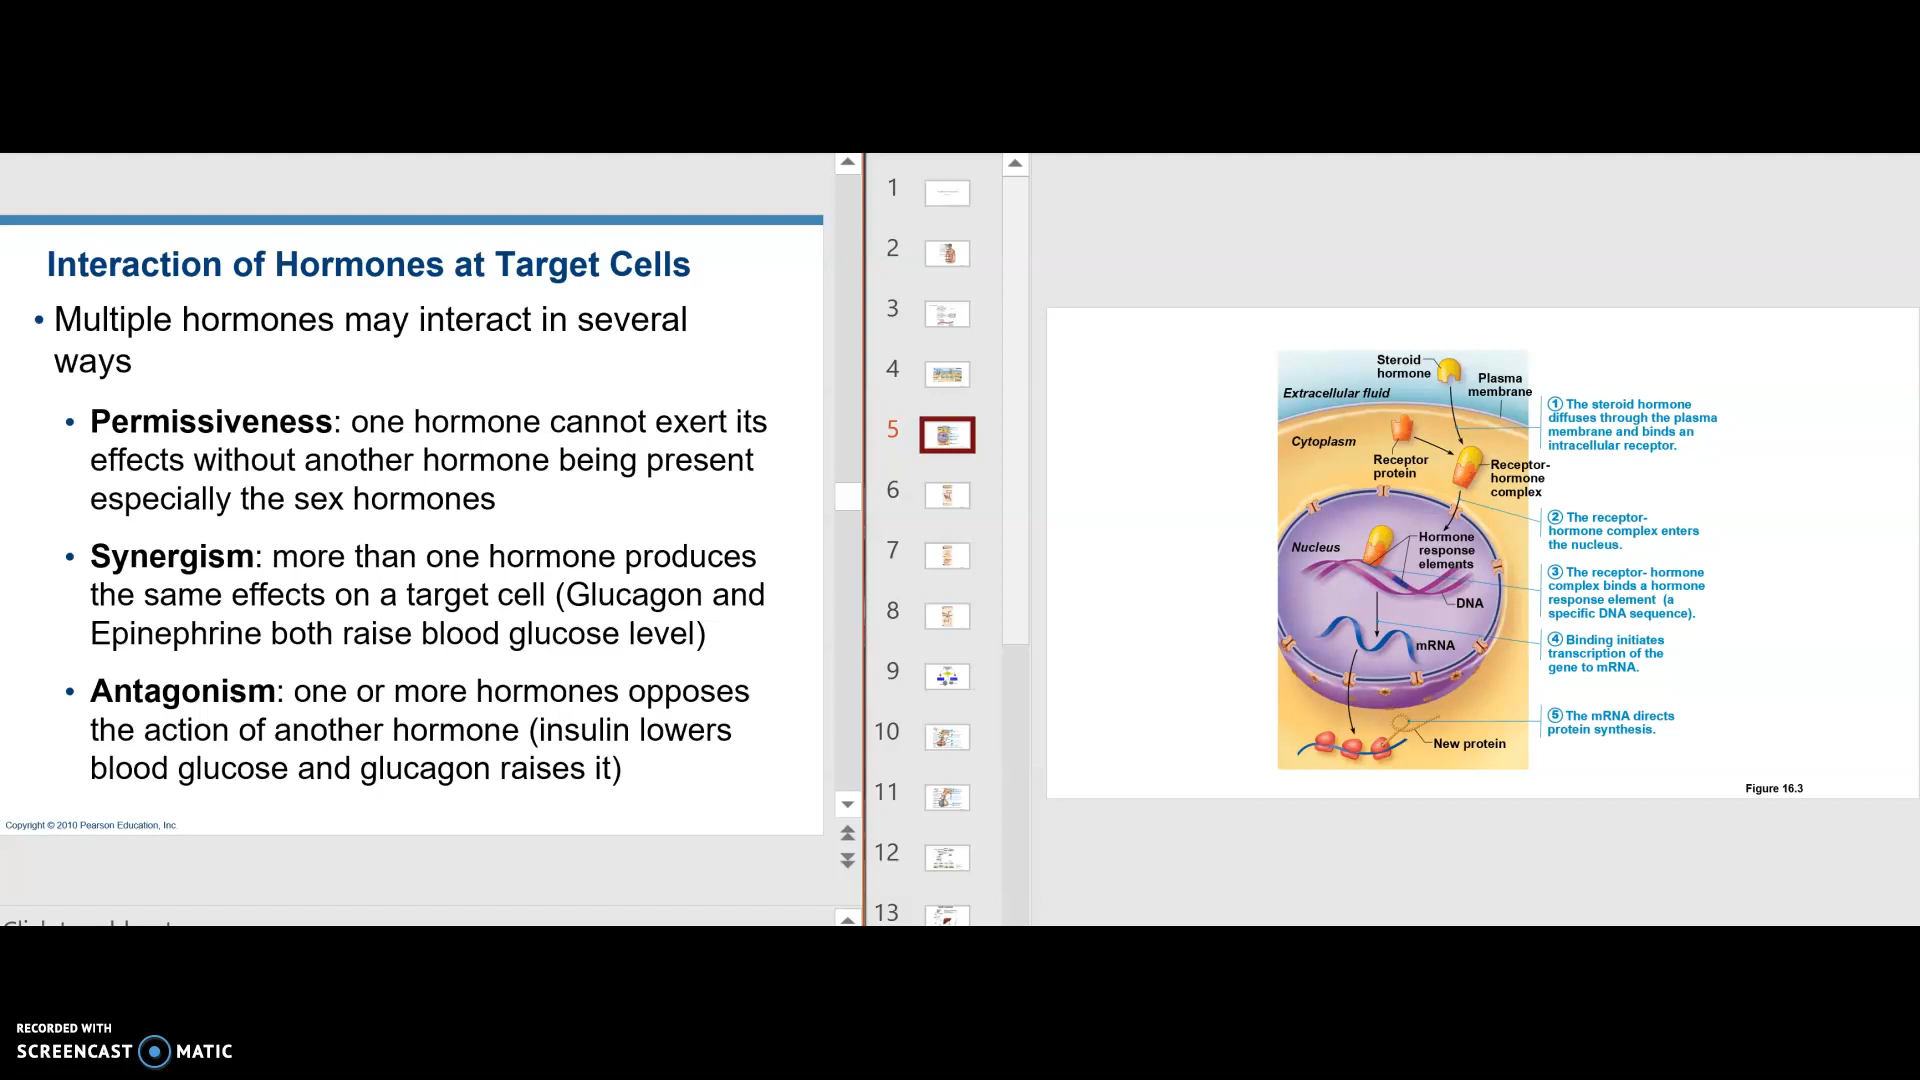 Interaction of Hormones at Target Cells
• Multiple hormones may interact in several
ways
• Permissiveness: one hormone cannot exert its
effects without another hormone being present
especially the sex hormones
• Synergism: more than one hormone produces
the same effects on a target cell (Glucagon and
Epinephrine both raise blood glucose level)
• Antagonism: one or more hormones opposes
the action of another hormone (insulin lowers
blood glucose and glucagon raises it)
Copyright © 2010 Pearson Education, Inc.
1
2
3
4
5
6
7
8
9
10
11
12
13
Steroid
hormone
Plasma
membrane
Extracellular fluid
Cytoplasm
Receptor
protein
Receptor-
hormone
complex
Nucleus
Hormone
response
elements
DNA
mRNA
New protein
① The steroid hormone
diffuses through the plasma
membrane and binds an
intracellular receptor.
② The receptor-
hormone complex enters
the nucleus.
③ The receptor- hormone
complex binds a hormone
response element (a
specific DNA sequence).
④ Binding initiates
transcription of the
gene to mRNA.
⑤ The mRNA directs
protein synthesis.
Figure 16.3
RECORDED WITH
SCREENCAST MATIC